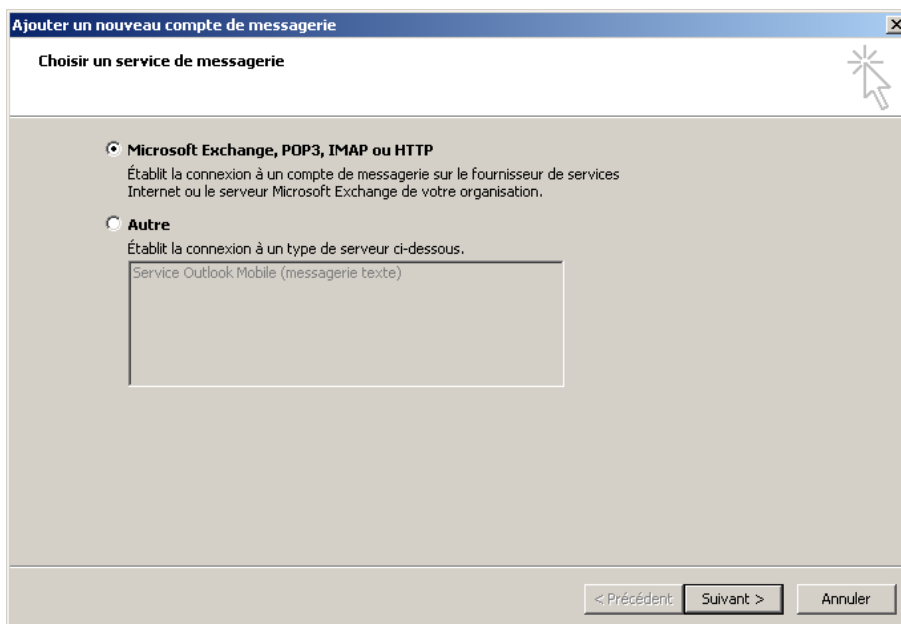 Ajouter un nouveau compte de messagerie
Choisir un service de messagerie
Microsoft Exchange, POP3, IMAP ou HTTP
Établit la connexion à un compte de messagerie sur le fournisseur de services
Internet ou le serveur Microsoft Exchange de votre organisation.
Autre
Établit la connexion à un type de serveur ci-dessous.
Service Outlook Mobile (messagerie texte)
< Précédent Suivant > Annuler